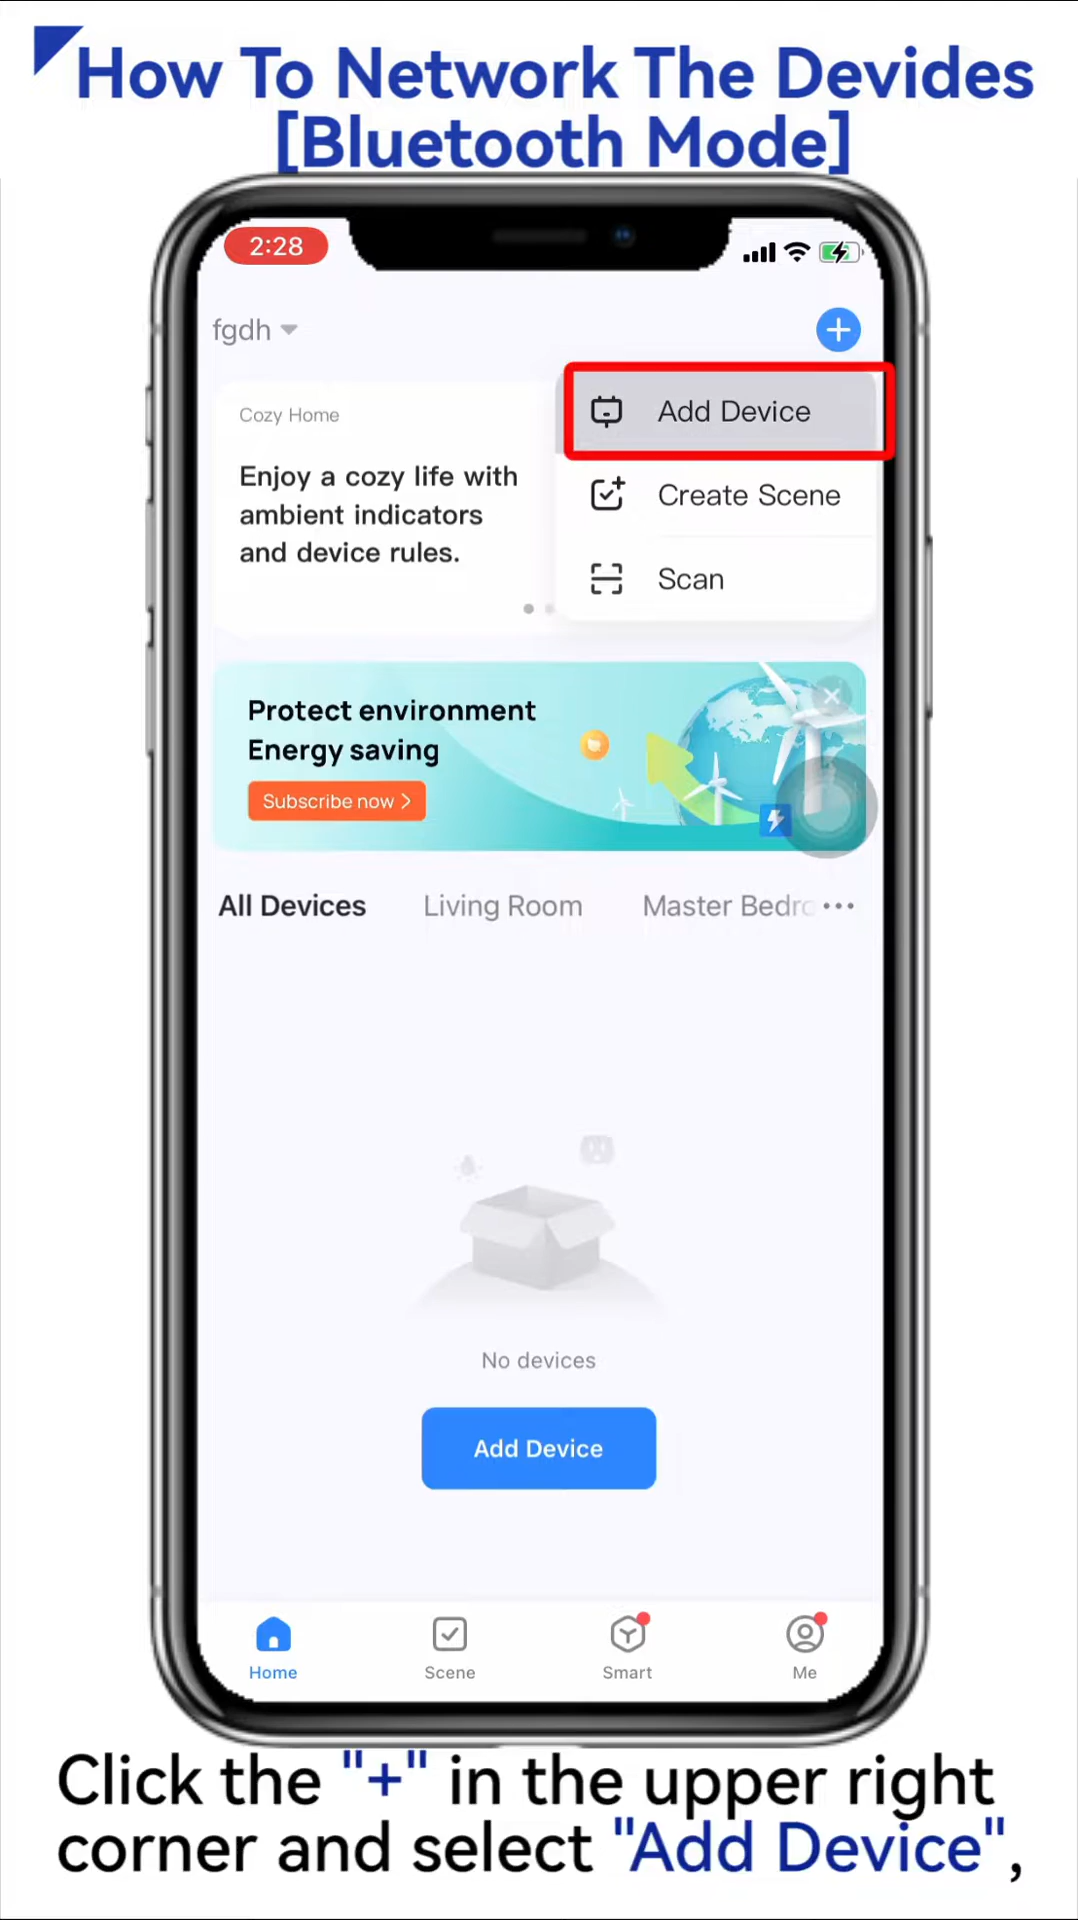 How To Network The Devides
[Bluetooth Mode]
2:28
fgdh
Add Device
Cozy Home
Enjoy a cozy life with
ambient indicators
and device rules.
Create Scene
Scan
Protect environment
Energy saving
Subscribe now >
All Devices
Living Room
Master Bedro
No devices
Add Device
Home
Scene
Smart
Me
Click the "+" in the upper right
corner and select "Add Device",